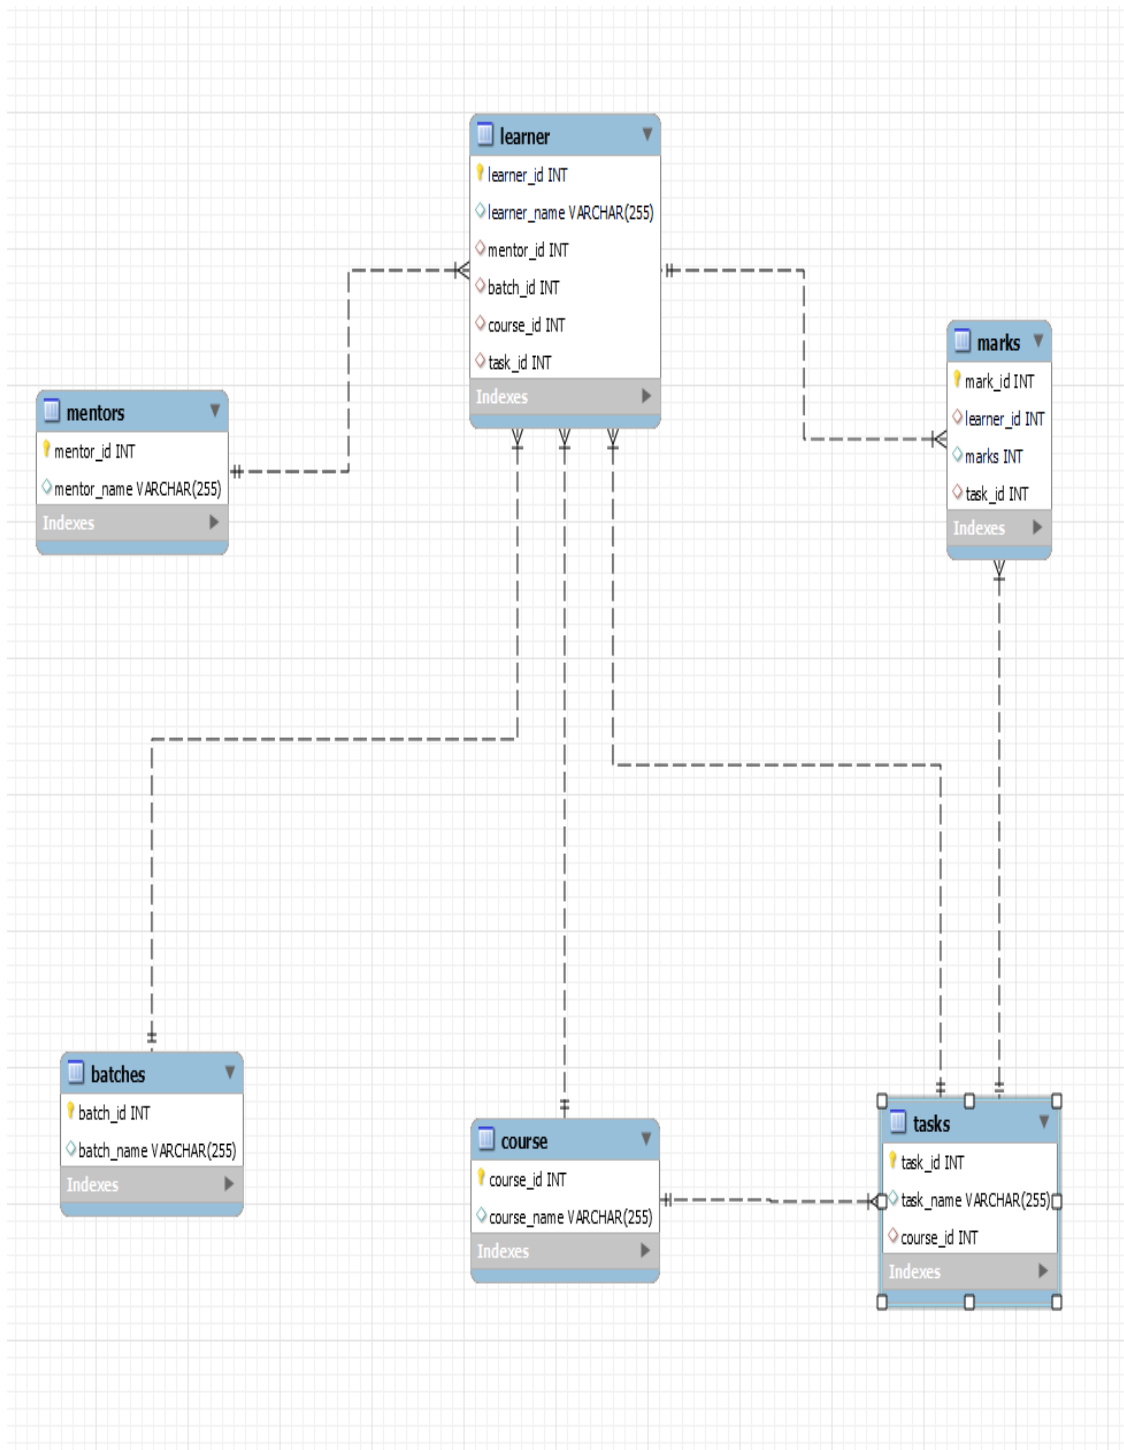 learner
learner_id INT
learner_name VARCHAR(255)
mentor_id INT
batch_id INT
course_id INT
task_id INT
Indexes
marks
mark_id INT
learner_id INT
marks INT
task_id INT
Indexes
mentors
mentor_id INT
mentor_name VARCHAR(255)
Indexes
batches
batch_id INT
batch_name VARCHAR(255)
Indexes
course
course_id INT
course_name VARCHAR(255)
Indexes
tasks
task_id INT
task_name VARCHAR(255)
course_id INT
Indexes